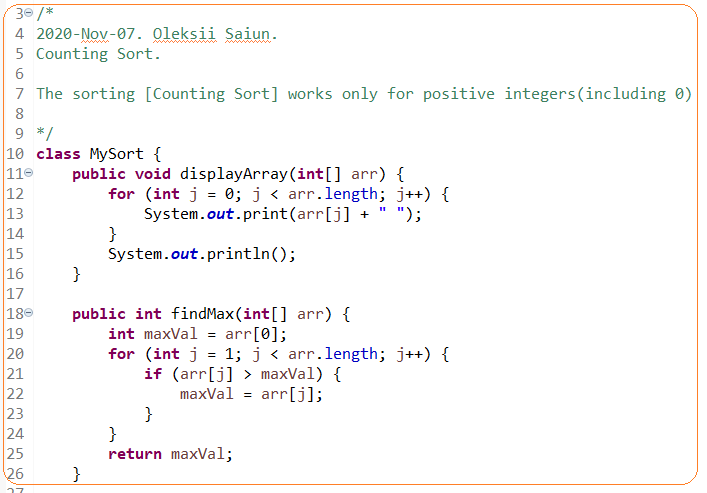 3 /*
4 2020-Nov-07. Oleksii Saiun.
5 Counting Sort.
6
7 The sorting [Counting Sort] works only for positive integers(including 0)
8
9 */
10 class MySort {
11     public void displayArray(int[] arr) {
12         for (int j = 0; j < arr.length; j++) {
13             System.out.print(arr[j] + " ");
14         }
15         System.out.println();
16     }
17
18     public int findMax(int[] arr) {
19         int maxVal = arr[0];
20         for (int j = 1; j < arr.length; j++) {
21             if (arr[j] > maxVal) {
22                 maxVal = arr[j];
23             }
24         }
25         return maxVal;
26     }
27